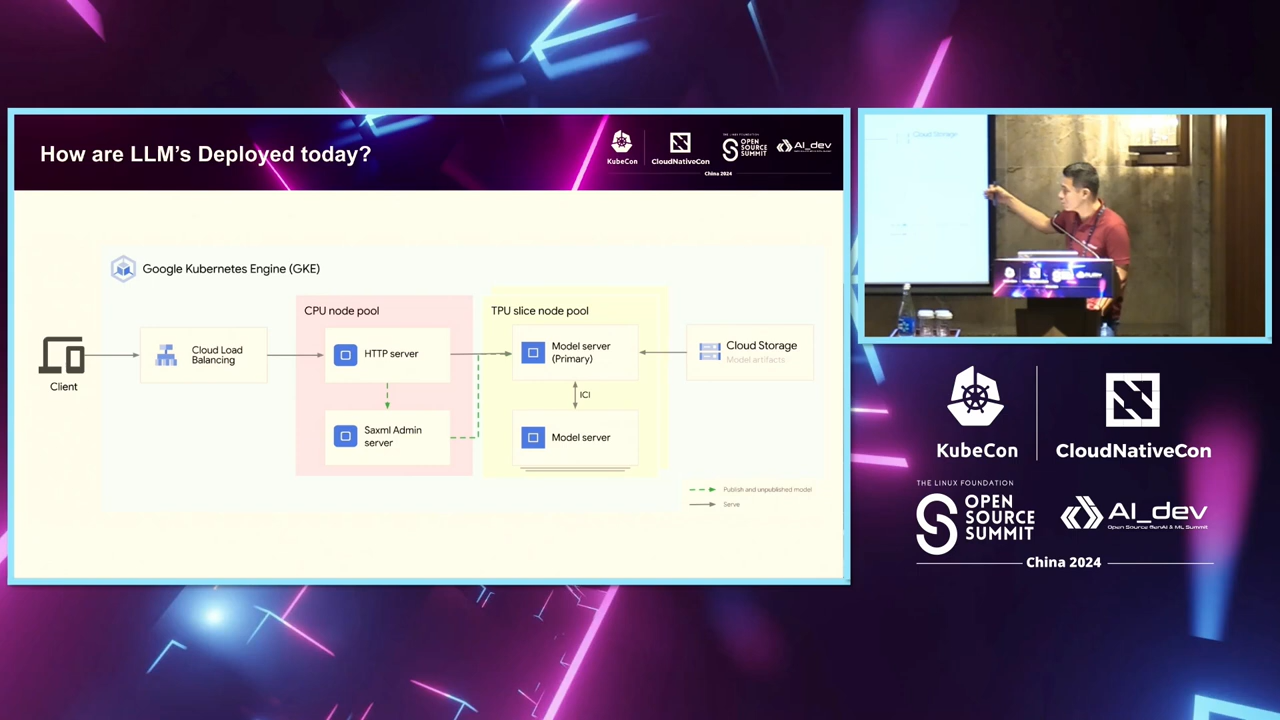 How are LLM's Deployed today?
KubeCon
CloudNativeCon
THE LINUX FOUNDATION
OPEN
SOURCE
SUMMIT
AI_dev
China 2024
Google Kubernetes Engine (GKE)
CPU node pool
TPU slice node pool
Client
Cloud Load
Balancing
HTTP server
Model server
(Primary)
Cloud Storage
Model artifacts
ICI
Saxml Admin
server
Model server
Publish and unpublished model
Serve
Cloud Storage
KubeCon
CloudNativeCon
THE LINUX FOUNDATION
OPEN
SOURCE
SUMMIT
AI_dev
Open Source GenAI & ML Summit
China 2024